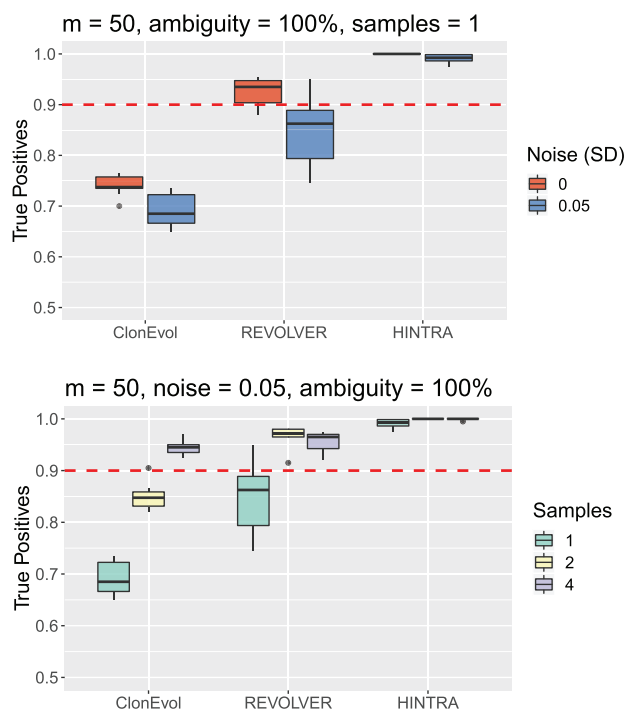 m = 50, ambiguity = 100%, samples = 1
True Positives
1.0
0.9
0.8
0.7
0.6
0.5
ClonEvol REVOLVER HINTRA
Noise (SD)
0
0.05
m = 50, noise = 0.05, ambiguity = 100%
True Positives
1.0
0.9
0.8
0.7
0.6
0.5
ClonEvol REVOLVER HINTRA
Samples
1
2
4